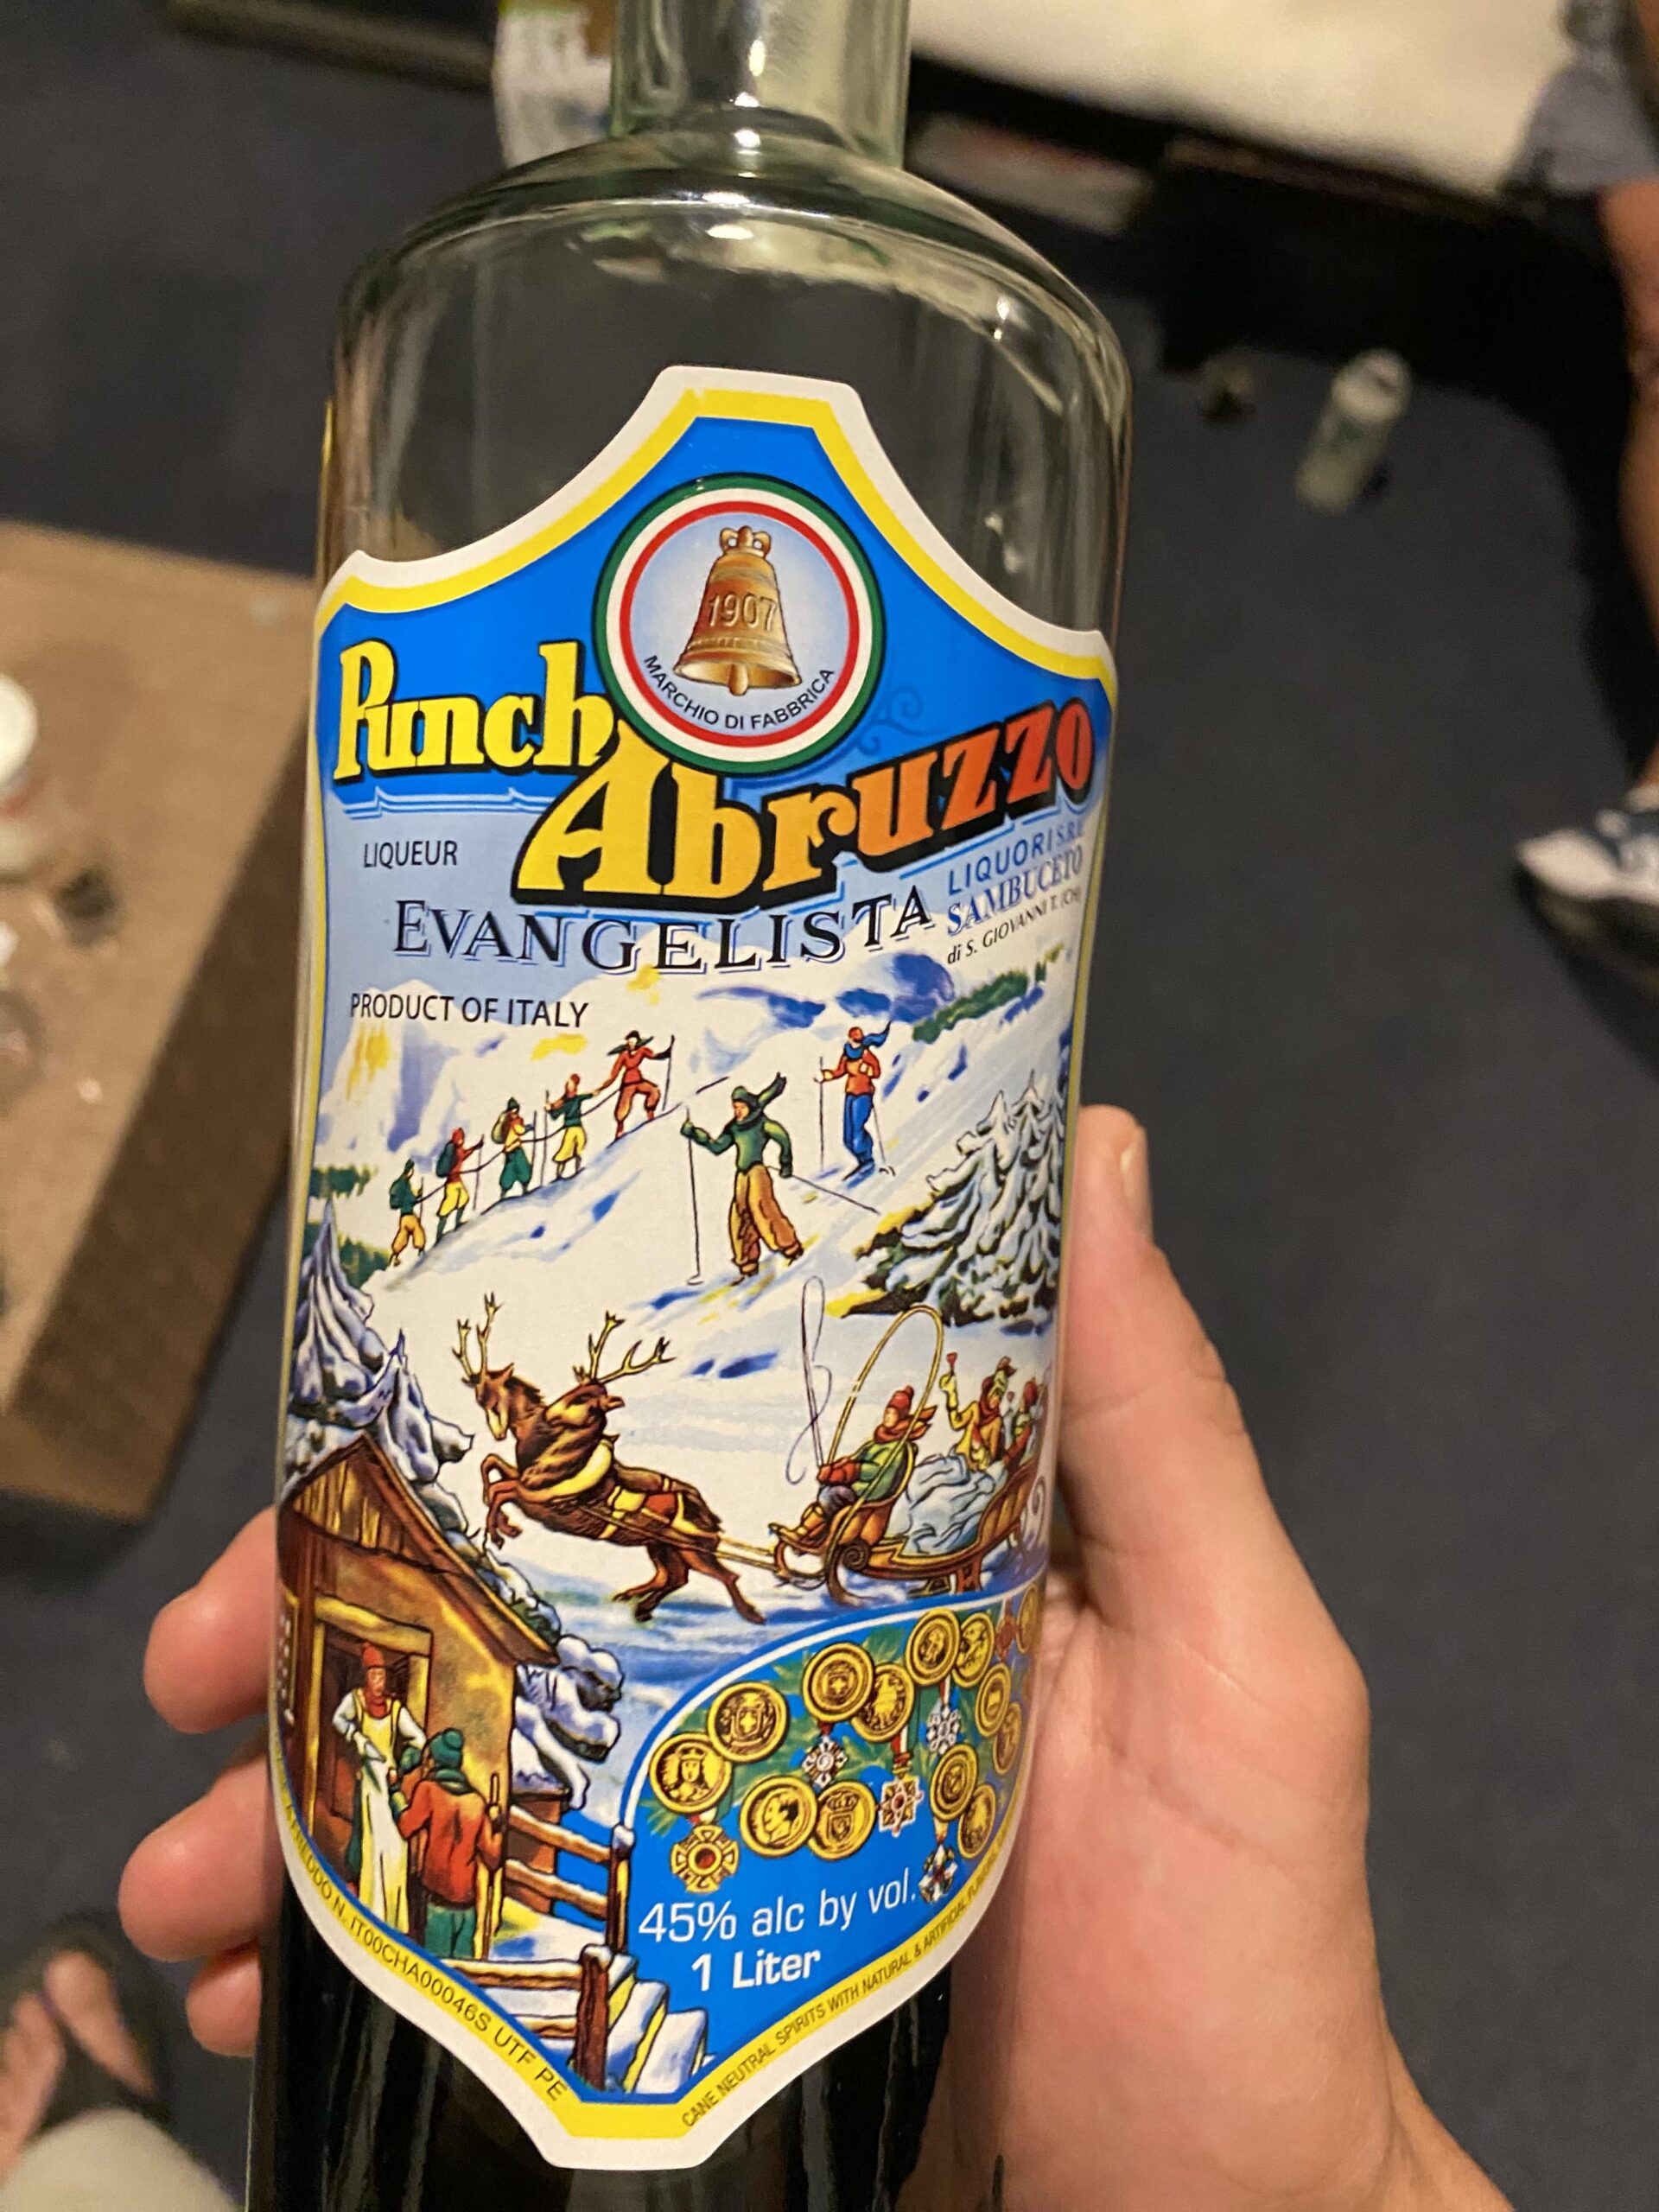 1907
MARCHIO DI FABBRICA
Punch
Abruzzo
LIQUEUR
EVANGELISTA
LIQUORI S.R.L.
SAMBUCETO
di S. GIOVANNI T. (CH)
PRODUCT OF ITALY
45% alc by vol.
1 Liter
N. IT00CHA00046S UTF PE
CANE NEUTRAL SPIRITS WITH NATURAL & ARTIFICIAL